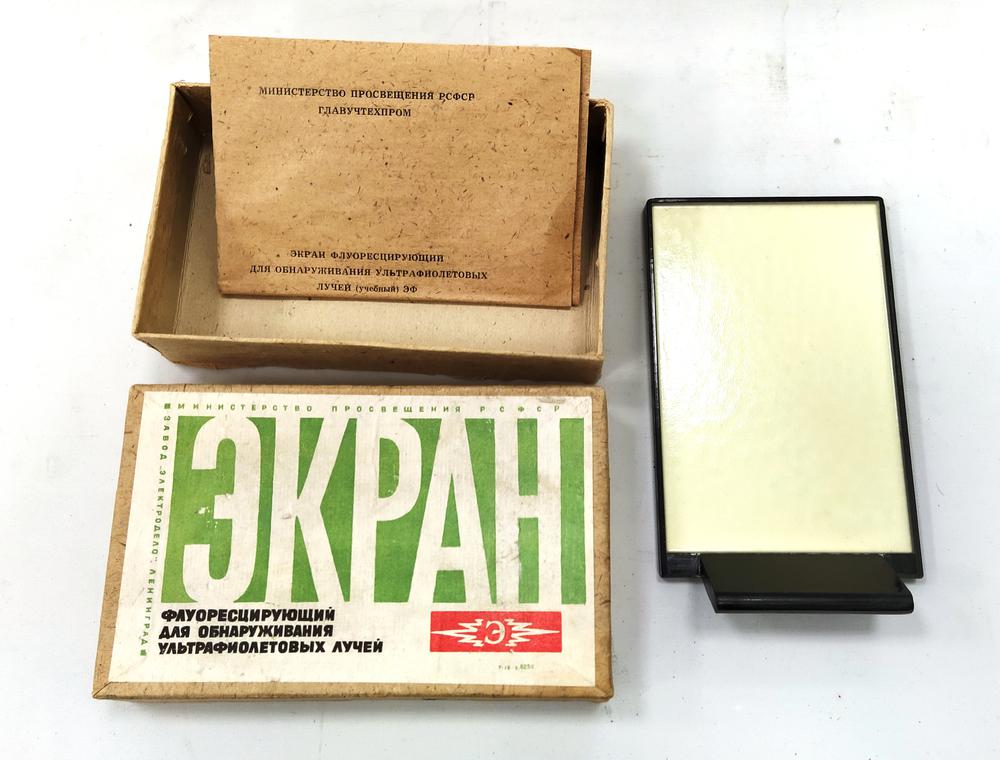 МИНИСТЕРСТВО ПРОСВЕЩЕНИЯ РСФСР
ГЛАВУЧТЕХПРОМ
ЭКРАН ФЛУОРЕСЦИРУЮЩИЙ
ДЛЯ ОБНАРУЖИВАНИЯ УЛЬТРАФИОЛЕТОВЫХ
ЛУЧЕЙ (учебный) ЭФ
МИНИСТЕРСТВО ПРОСВЕЩЕНИЯ РСФСР
ЗАВОД „ЭЛЕКТРОДЕЛО“ ЛЕНИНГРАД
ЭКРАН
ФЛУОРЕСЦИРУЮЩИЙ
ДЛЯ ОБНАРУЖИВАНИЯ
УЛЬТРАФИОЛЕТОВЫХ ЛУЧЕЙ
Э